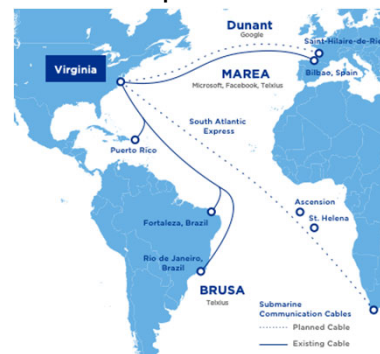 Dunant
Google
Saint-Hilaire-de-Rie
Virginia
MAREA
Bilbao, Spain
Microsoft, Facebook, Telxius
South Atlantic
Express
Puerto Rico
Ascension
St. Helena
Fortaleza, Brazil
Rio de Janeiro,
Brazil
BRUSA
Telxius
Submarine
Communication Cables
Planned Cable
Existing Cable